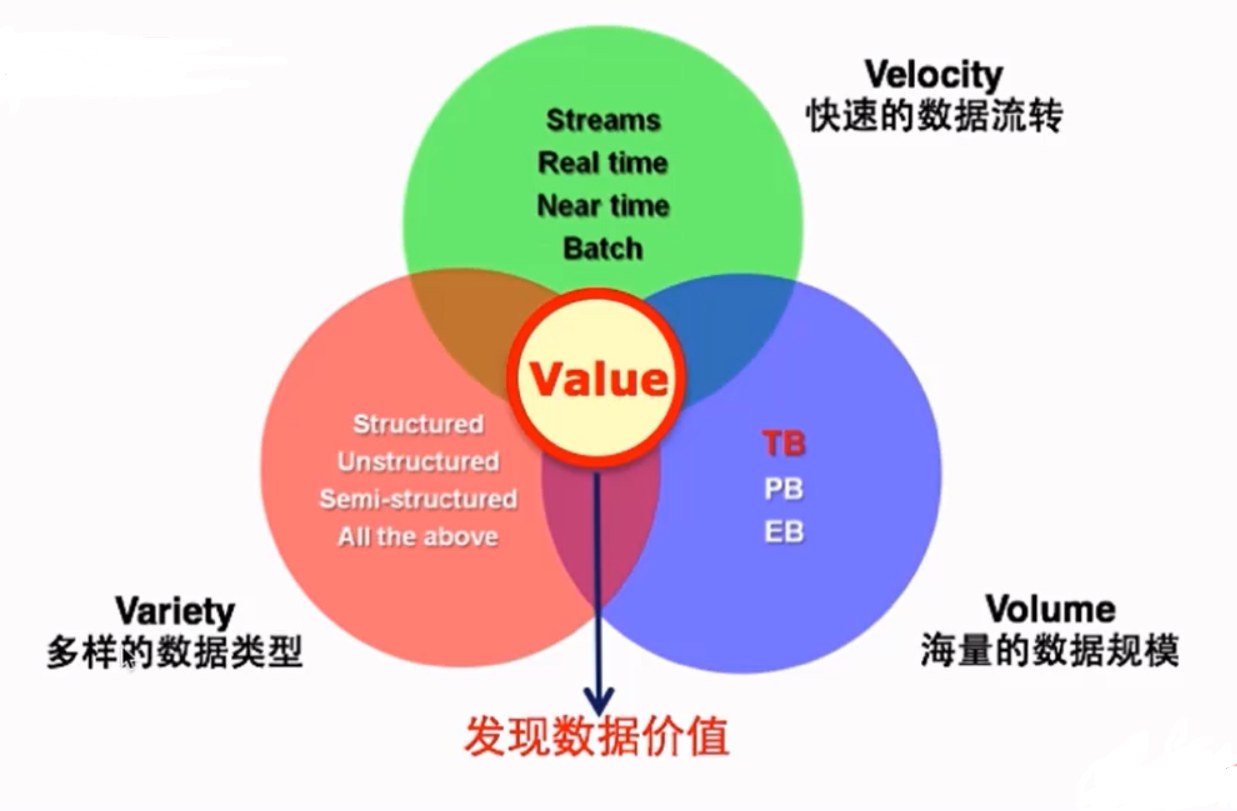 Velocity
快速的数据流转
Streams
Real time
Near time
Batch
Value
Structured
Unstructured
Semi-structured
All the above
TB
PB
EB
Variety
多样的数据类型
Volume
海量的数据规模
发现数据价值